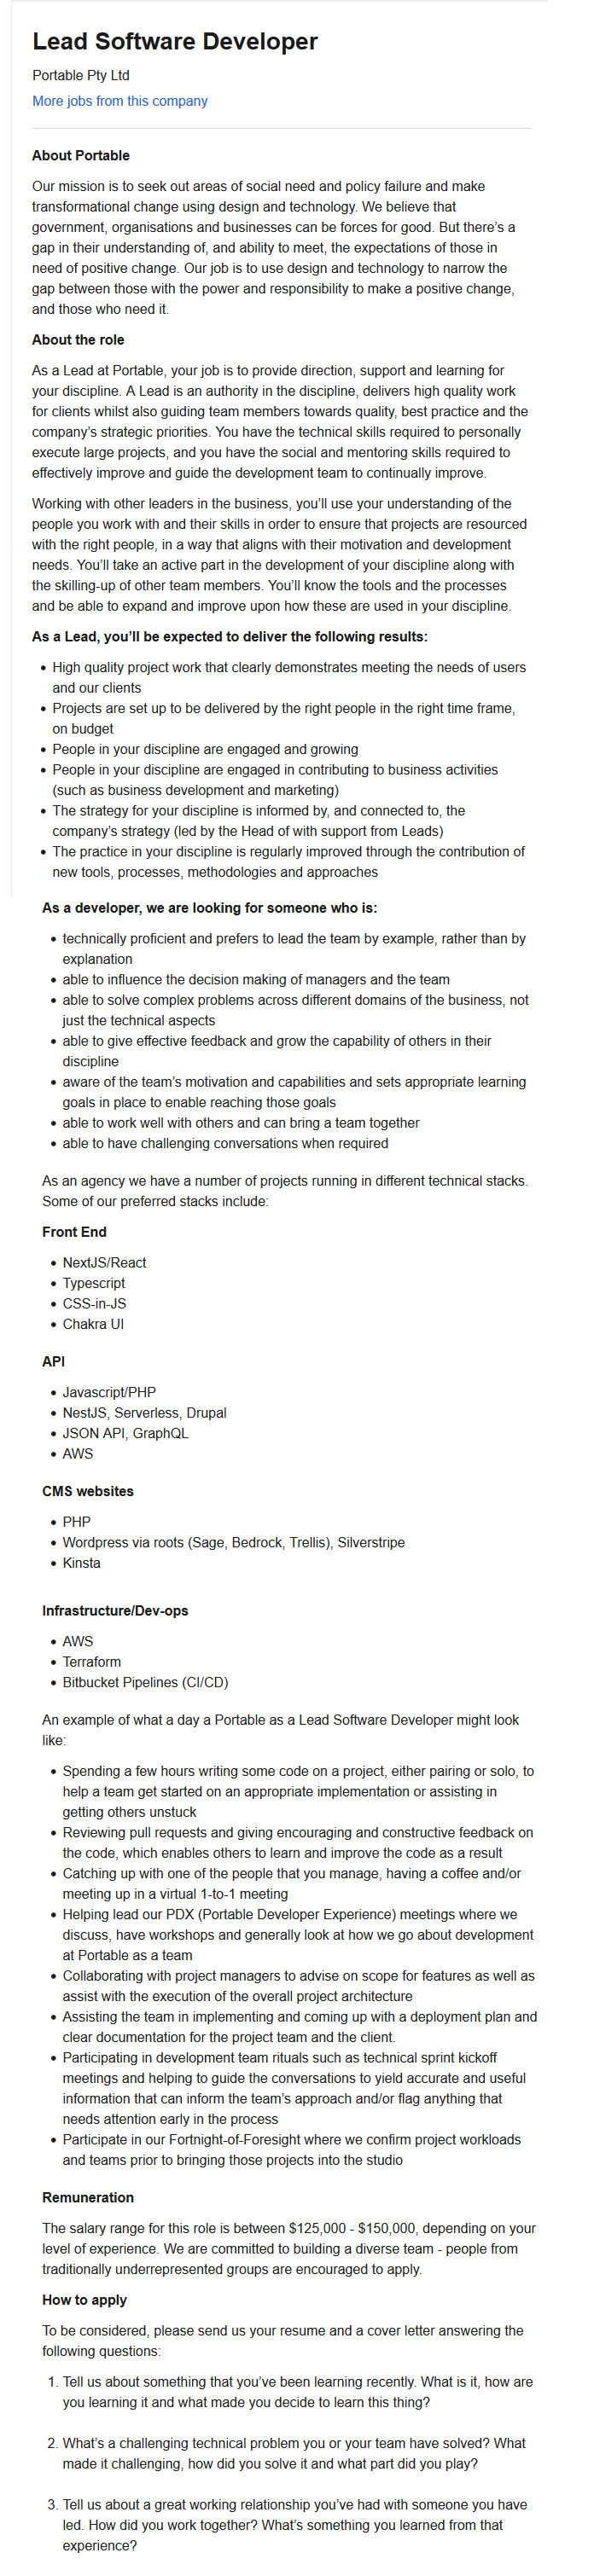 Lead Software Developer
Portable Pty Ltd
More jobs from this company
About Portable
Our mission is to seek out areas of social need and policy failure and make
transformational change using design and technology. We believe that
government, organisations and businesses can be forces for good. But there’s a
gap in their understanding of, and ability to meet, the expectations of those in
need of positive change. Our job is to use design and technology to narrow the
gap between those with the power and responsibility to make a positive change,
and those who need it.
About the role
As a Lead at Portable, your job is to provide direction, support and learning for
your discipline. A Lead is an authority in the discipline, delivers high quality work
for clients whilst also guiding team members towards quality, best practice and the
company’s strategic priorities. You have the technical skills required to personally
execute large projects, and you have the social and mentoring skills required to
effectively improve and guide the development team to continually improve.
Working with other leaders in the business, you’ll use your understanding of the
people you work with and their skills in order to ensure that projects are resourced
with the right people, in a way that aligns with their motivation and development
needs. You’ll take an active part in the development of your discipline along with
the skilling-up of other team members. You’ll know the tools and the processes
and be able to expand and improve upon how these are used in your discipline.
As a Lead, you’ll be expected to deliver the following results:
• High quality project work that clearly demonstrates meeting the needs of users
and our clients
• Projects are set up to be delivered by the right people in the right time frame,
on budget
• People in your discipline are engaged and growing
• People in your discipline are engaged in contributing to business activities
(such as business development and marketing)
• The strategy for your discipline is informed by, and connected to, the
company’s strategy (led by the Head of with support from Leads)
• The practice in your discipline is regularly improved through the contribution of
new tools, processes, methodologies and approaches
As a developer, we are looking for someone who is:
• technically proficient and prefers to lead the team by example, rather than by
explanation
• able to influence the decision making of managers and the team
• able to solve complex problems across different domains of the business, not
just the technical aspects
• able to give effective feedback and grow the capability of others in their
discipline
• aware of the team’s motivation and capabilities and sets appropriate learning
goals in place to enable reaching those goals
• able to work well with others and can bring a team together
• able to have challenging conversations when required
As an agency we have a number of projects running in different technical stacks.
Some of our preferred stacks include:
Front End
• NextJS/React
• Typescript
• CSS-in-JS
• Chakra UI
API
• Javascript/PHP
• NestJS, Serverless, Drupal
• JSON API, GraphQL
• AWS
CMS websites
• PHP
• Wordpress via roots (Sage, Bedrock, Trellis), Silverstripe
• Kinsta
Infrastructure/Dev-ops
• AWS
• Terraform
• Bitbucket Pipelines (CI/CD)
An example of what a day a Portable as a Lead Software Developer might look
like:
• Spending a few hours writing some code on a project, either pairing or solo, to
help a team get started on an appropriate implementation or assisting in
getting others unstuck
• Reviewing pull requests and giving encouraging and constructive feedback on
the code, which enables others to learn and improve the code as a result
• Catching up with one of the people that you manage, having a coffee and/or
meeting up in a virtual 1-to-1 meeting
• Helping lead our PDX (Portable Developer Experience) meetings where we
discuss, have workshops and generally look at how we go about development
at Portable as a team
• Collaborating with project managers to advise on scope for features as well as
assist with the execution of the overall project architecture
• Assisting the team in implementing and coming up with a deployment plan and
clear documentation for the project team and the client.
• Participating in development team rituals such as technical sprint kickoff
meetings and helping to guide the conversations to yield accurate and useful
information that can inform the team’s approach and/or flag anything that
needs attention early in the process
• Participate in our Fortnight-of-Foresight where we confirm project workloads
and teams prior to bringing those projects into the studio
Remuneration
The salary range for this role is between $125,000 - $150,000, depending on your
level of experience. We are committed to building a diverse team - people from
traditionally underrepresented groups are encouraged to apply.
How to apply
To be considered, please send us your resume and a cover letter answering the
following questions:
1. Tell us about something that you’ve been learning recently. What is it, how are
you learning it and what made you decide to learn this thing?
2. What’s a challenging technical problem you or your team have solved? What
made it challenging, how did you solve it and what part did you play?
3. Tell us about a great working relationship you’ve had with someone you have
led. How did you work together? What’s something you learned from that
experience?